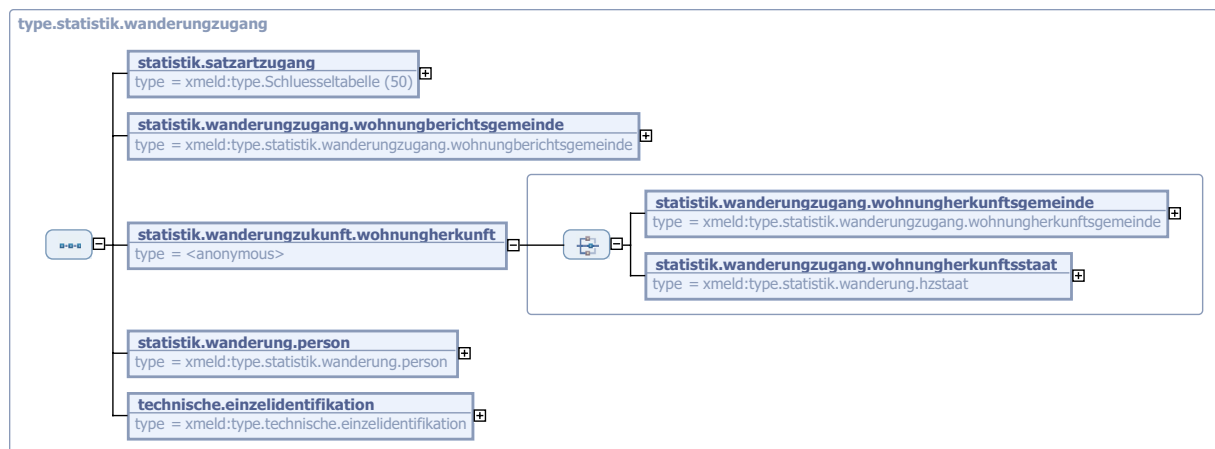 type.statistik.wanderungzugang
statistik.satzartzugang
type = xmeld:type.Schluesseltabelle (50)
statistik.wanderungzugang.wohnungberichtsgemeinde
type = xmeld:type.statistik.wanderungzugang.wohnungberichtsgemeinde
statistik.wanderungzukunft.wohnungherkunft
type = <anonymous>
statistik.wanderungzugang.wohnungherkunftsgemeinde
type = xmeld:type.statistik.wanderungzugang.wohnungherkunftsgemeinde
statistik.wanderungzugang.wohnungherkunftsstaat
type = xmeld:type.statistik.wanderung.hzstaat
statistik.wanderung.person
type = xmeld:type.statistik.wanderung.person
technische.einzelidentifikation
type = xmeld:type.technische.einzelidentifikation